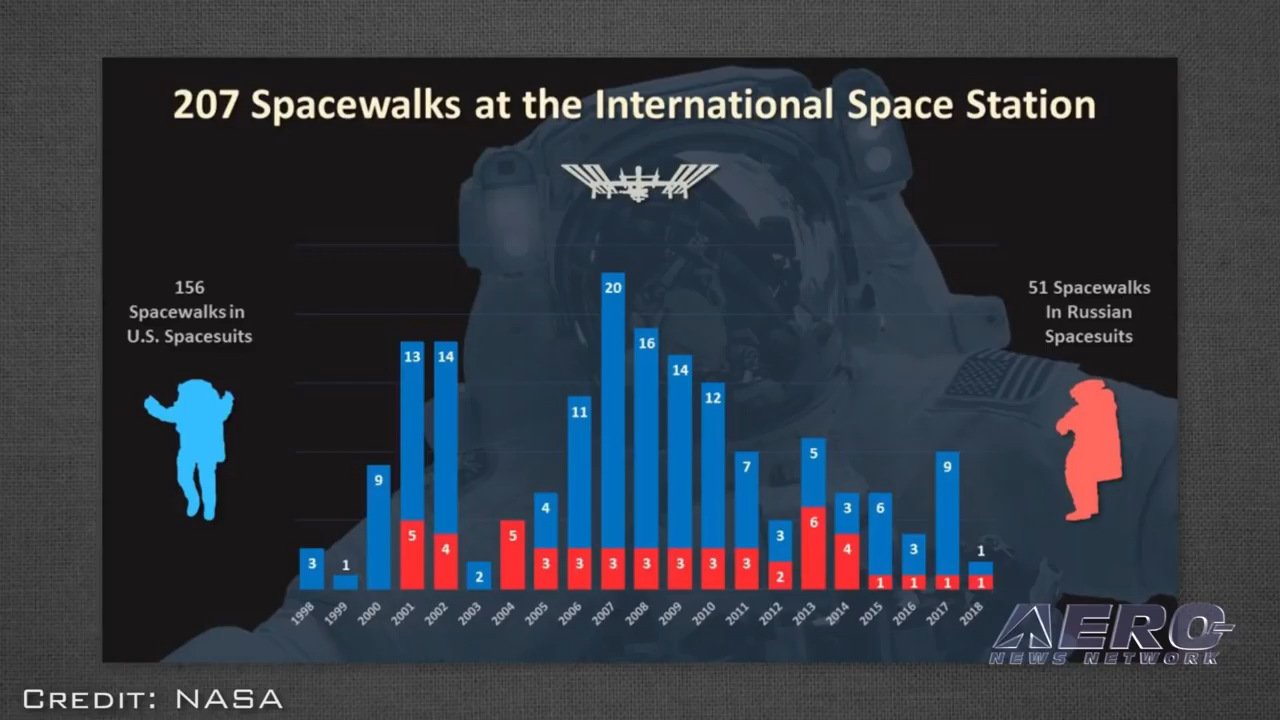 207 Spacewalks at the International Space Station
156
Spacewalks in
U.S. Spacesuits
51 Spacewalks
In Russian
Spacesuits
20
16
13 14
14
12
11
9
7
5
9
4
3
6
3
3
1
3
1
2
5
4
5
3 3 3 3 3 3 3
2
6
4
1 1 1 1
1998 1999 2000 2001 2002 2003 2004 2005 2006 2007 2008 2009 2010 2011 2012 2013 2014 2015 2016 2017 2018
AERO
NEWS NETWORK
CREDIT: NASA